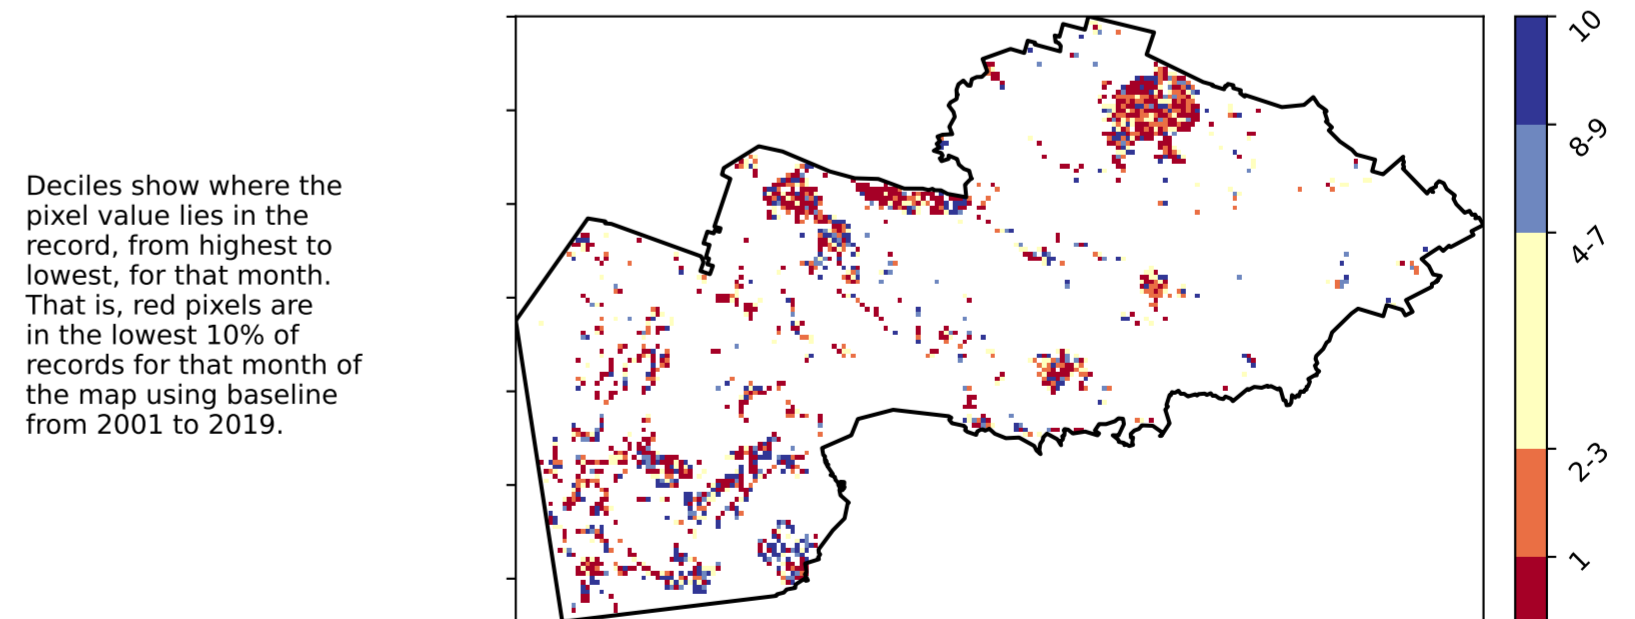 Deciles show where the
pixel value lies in the
record, from highest to
lowest, for that month.
That is, red pixels are
in the lowest 10% of
records for that month of
the map using baseline
from 2001 to 2019.
10
8-9
4-7
2-3
1